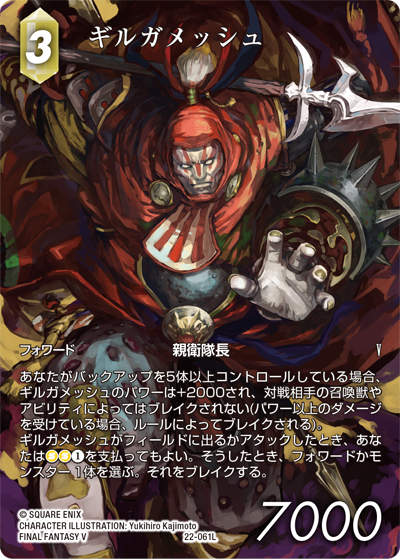 3
ギルガメッシュ
フォワード
親衛隊長
V
あなたがバックアップを5体以上コントロールしている場合、
ギルガメッシュのパワーは+2000され、対戦相手の召喚獣や
アビリティによってはブレイクされない(パワー以上のダメージ
を受けている場合、ルールによってブレイクされる)。
ギルガメッシュがフィールドに出るかアタックしたとき、あな
たは土土1を支払ってもよい。そうしたとき、フォワードかモ
ンスター1体を選ぶ。それをブレイクする。
© SQUARE ENIX
CHARACTER ILLUSTRATION: Yukihiro Kajimoto
FINAL FANTASY V
22-061L
7000